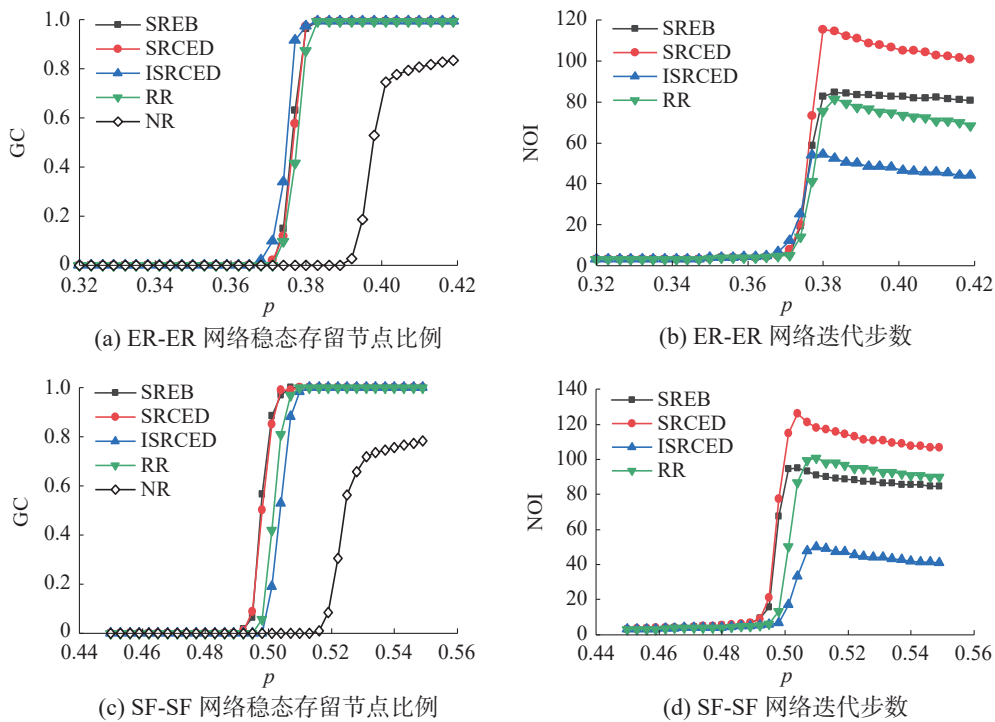 1.0
0.8
0.6
0.4
0.2
0
GC
SREB
SRCED
ISRCED
RR
NR
0.32 0.34 0.36 0.38 0.40 0.42
p
(a) ER-ER 网络稳态存留节点比例
120
100
80
60
40
20
0
NOI
SREB
SRCED
ISRCED
RR
0.32 0.34 0.36 0.38 0.40 0.42
p
(b) ER-ER 网络迭代步数
1.0
0.8
0.6
0.4
0.2
0
GC
SREB
SRCED
ISRCED
RR
NR
0.44 0.46 0.48 0.50 0.52 0.54 0.56
p
(c) SF-SF 网络稳态存留节点比例
140
120
100
80
60
40
20
0
NOI
SREB
SRCED
ISRCED
RR
0.44 0.46 0.48 0.50 0.52 0.54 0.56
p
(d) SF-SF 网络迭代步数